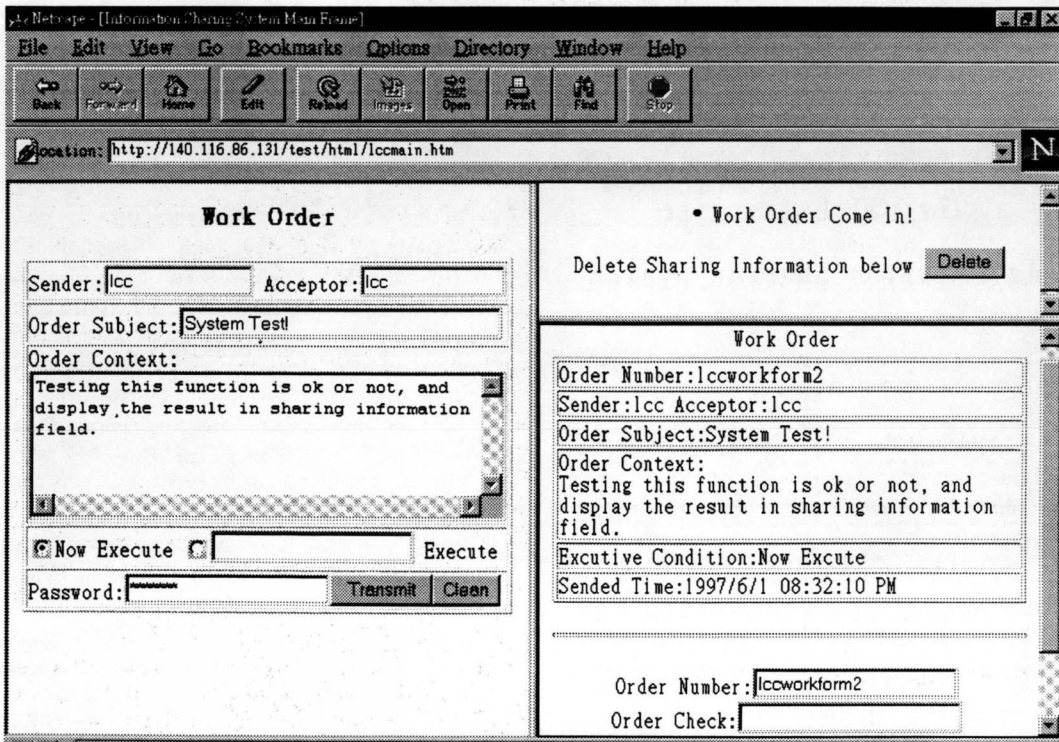 Netscape - [Information Sharing System Main Frame]
File Edit View Go Bookmarks Options Directory Window Help
Back Forward Home Edit Reload Images Open Print Find Stop
Location: http://140.116.86.131/test/html/lccmain.htm
N
Work Order
Sender: lcc Acceptor: lcc
Order Subject: System Test!
Order Context:
Testing this function is ok or not, and
display the result in sharing information
field.
Now Execute Execute
Password: ******** Transmit Clean
• Work Order Come In!
Delete Sharing Information below Delete
Work Order
Order Number:lccworkform2
Sender:lcc Acceptor:lcc
Order Subject:System Test!
Order Context:
Testing this function is ok or not, and
display the result in sharing information
field.
Excutive Condition:Now Excute
Sended Time:1997/6/1 08:32:10 PM
Order Number: lccworkform2
Order Check: